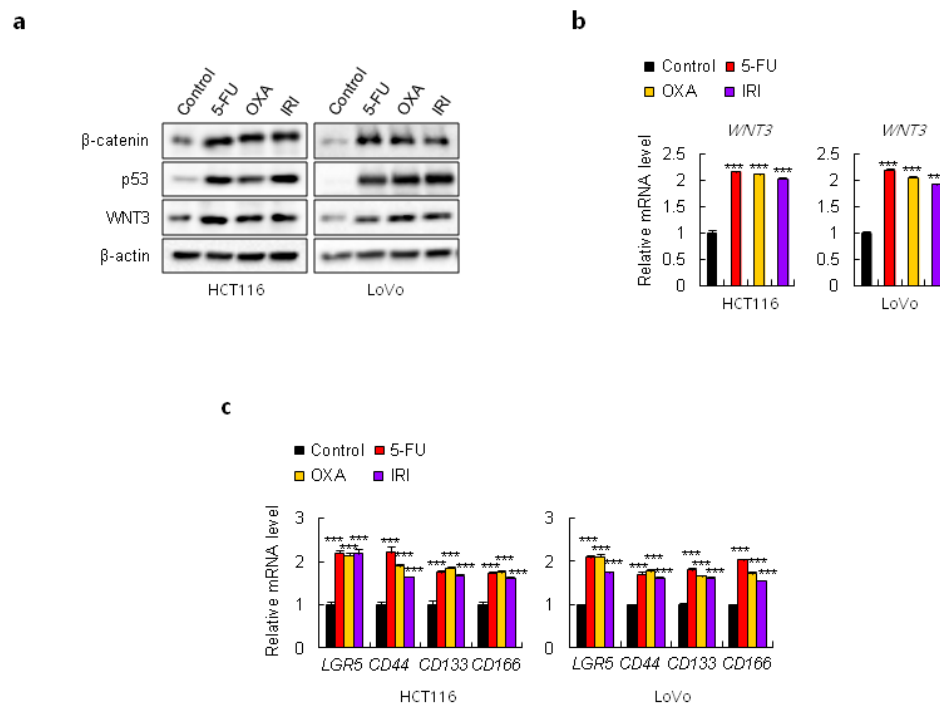 a
Control 5-FU OXA IRI Control 5-FU OXA IRI
β-catenin
p53
WNT3
β-actin
HCT116 LoVo
b
Control 5-FU
OXA IRI
WNT3 WNT3
Relative mRNA level
2.5 2.5
*** *** *** *** *** **
2 2
1.5 1.5
1 1
0.5 0.5
0 0
HCT116 LoVo
c
Control 5-FU
OXA IRI
Relative mRNA level
3 3
*** *** *** *** *** *** *** *** *** *** *** ***
*** *** *** *** *** *** *** *** *** *** *** ***
2 2
1 1
0 0
LGR5 CD44 CD133 CD166 LGR5 CD44 CD133 CD166
HCT116 LoVo